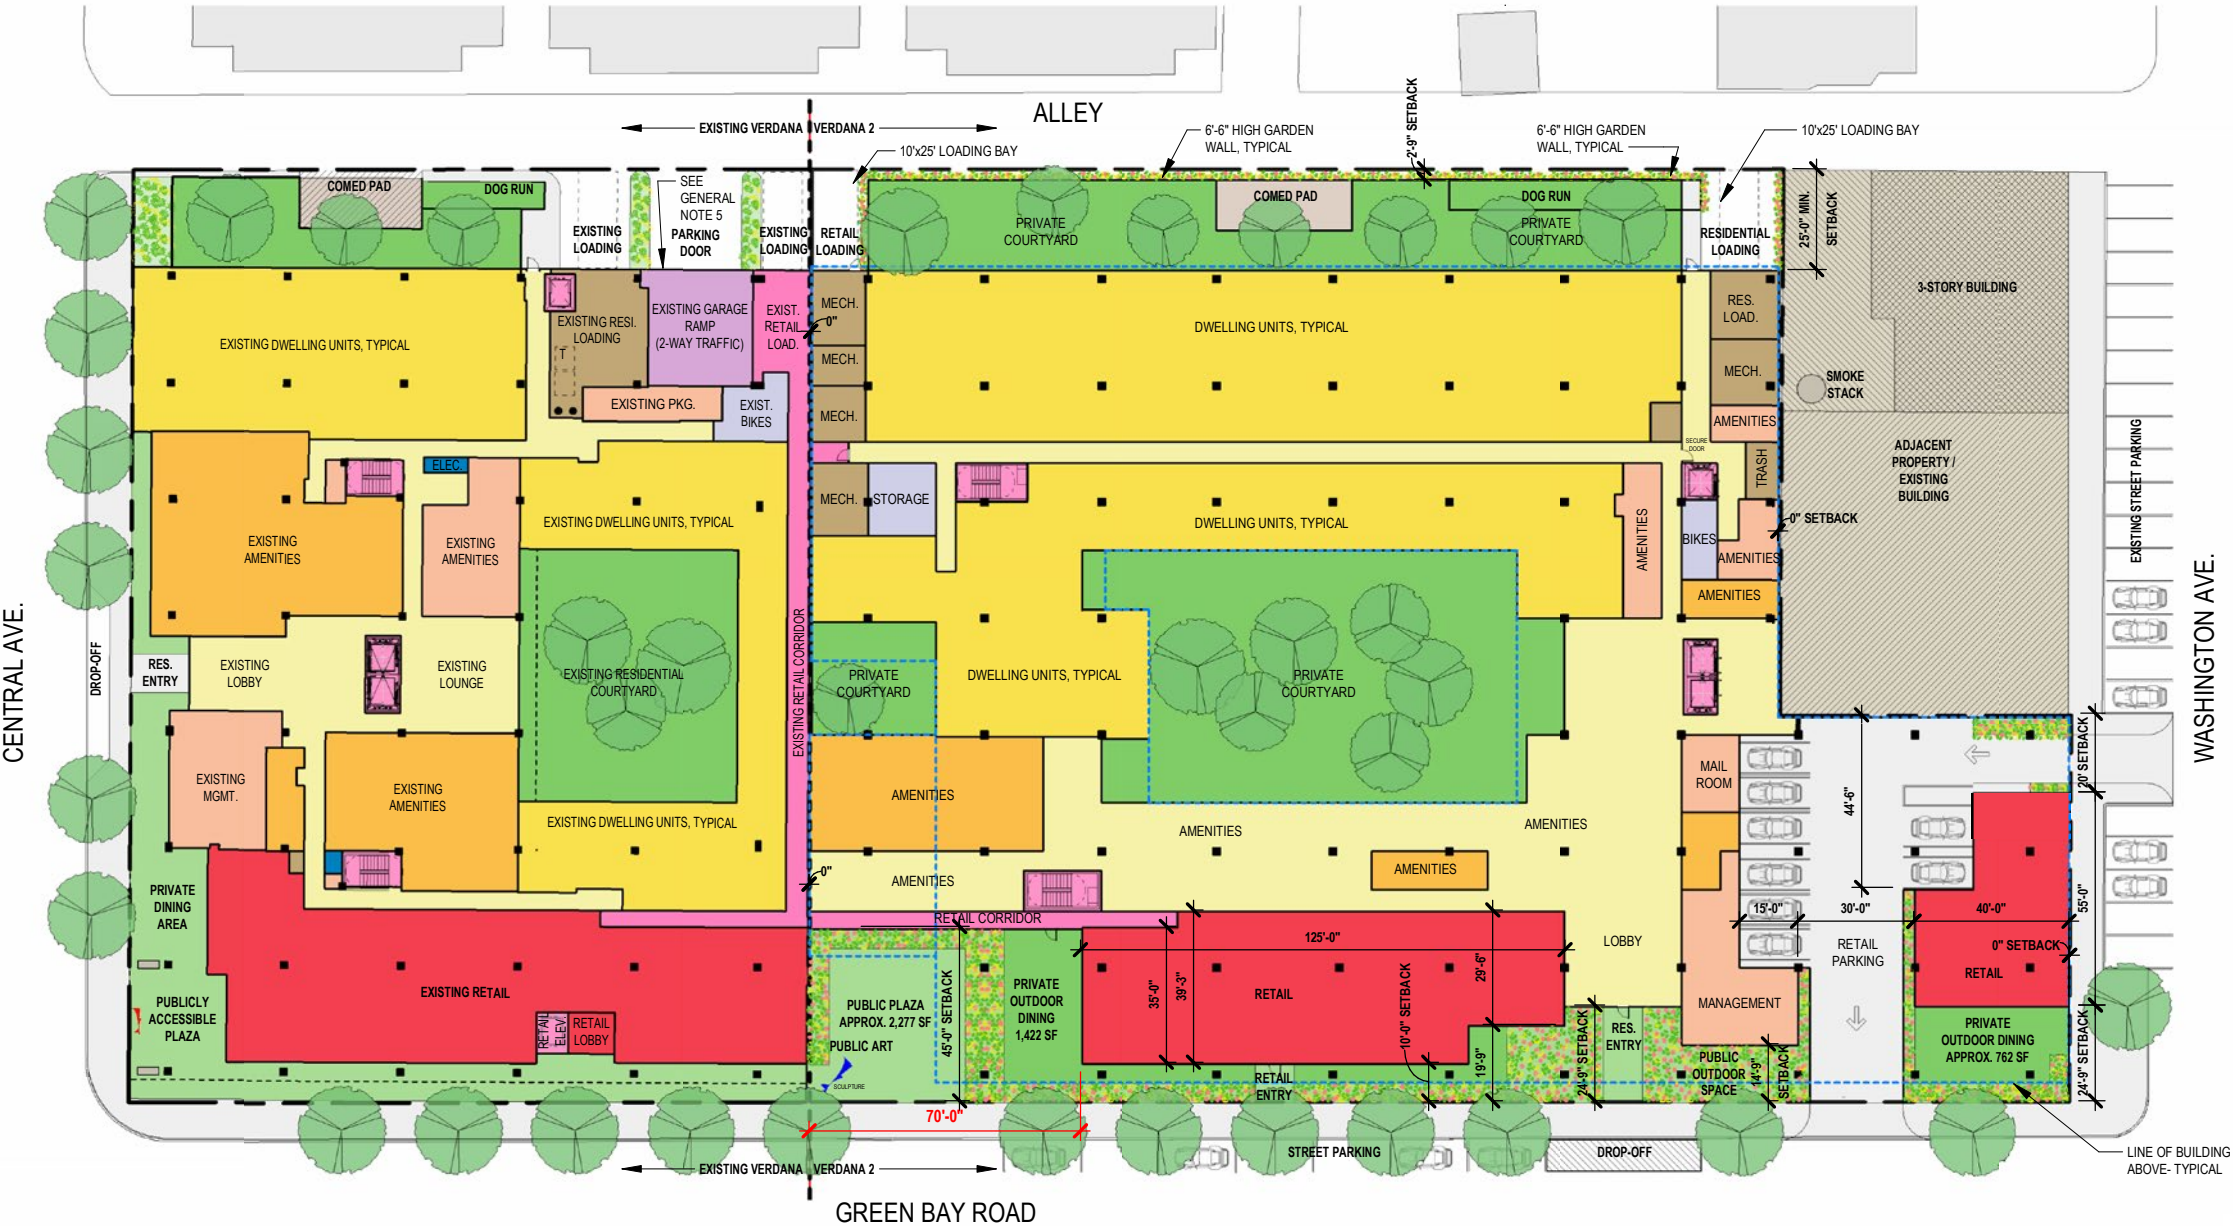 ALLEY
EXISTING VERDANA
VERDANA 2
10'x25' LOADING BAY
6'-6" HIGH GARDEN
WALL, TYPICAL
2'-9" SETBACK
6'-6" HIGH GARDEN
WALL, TYPICAL
10'x25' LOADING BAY
COMED PAD
DOG RUN
EXISTING
LOADING
SEE
GENERAL
NOTE 5
PARKING
DOOR
EXISTING
LOADING
RETAIL
LOADING
PRIVATE
COURTYARD
COMED PAD
DOG RUN
PRIVATE
COURTYARD
RESIDENTIAL
LOADING
25'-0" MIN.
SETBACK
3-STORY BUILDING
EXISTING DWELLING UNITS, TYPICAL
EXISTING RESI.
LOADING
T
EXISTING GARAGE
RAMP
(2-WAY TRAFFIC)
EXIST.
RETAIL
LOAD.
0"
MECH.
MECH.
MECH.
DWELLING UNITS, TYPICAL
RES.
LOAD.
MECH.
AMENITIES
SMOKE
STACK
EXISTING PKG.
EXIST.
BIKES
ELEC.
SECURE
DOOR
TRASH
ADJACENT
PROPERTY /
EXISTING
BUILDING
EXISTING STREET PARKING
EXISTING
AMENITIES
EXISTING
AMENITIES
EXISTING DWELLING UNITS, TYPICAL
MECH.
STORAGE
DWELLING UNITS, TYPICAL
AMENITIES
BIKES
AMENITIES
0" SETBACK
AMENITIES
CENTRAL AVE.
DROP-OFF
RES.
ENTRY
EXISTING
LOBBY
EXISTING
LOUNGE
EXISTING RESIDENTIAL
COURTYARD
EXISTING RETAIL CORRIDOR
PRIVATE
COURTYARD
DWELLING UNITS, TYPICAL
PRIVATE
COURTYARD
WASHINGTON AVE.
EXISTING
MGMT.
EXISTING
AMENITIES
EXISTING DWELLING UNITS, TYPICAL
AMENITIES
AMENITIES
AMENITIES
AMENITIES
AMENITIES
MAIL
ROOM
44'-6"
20' SETBACK
0"
PRIVATE
DINING
AREA
RETAIL CORRIDOR
125'-0"
LOBBY
15'-0"
30'-0"
40'-0"
55'-0"
0" SETBACK
RETAIL
PARKING
RETAIL
EXISTING RETAIL
PUBLICLY
ACCESSIBLE
PLAZA
RETAIL
ELEV.
RETAIL
LOBBY
PUBLIC PLAZA
APPROX. 2,277 SF
PUBLIC ART
SCULPTURE
45'-0" SETBACK
PRIVATE
OUTDOOR
DINING
1,422 SF
35'-0"
39'-3"
RETAIL
10'-0" SETBACK
29'-6"
19'-9"
RETAIL
ENTRY
24'-9" SETBACK
RES.
ENTRY
MANAGEMENT
PUBLIC
OUTDOOR
SPACE
14'-9"
SETBACK
PRIVATE
OUTDOOR DINING
APPROX. 762 SF
24'-9" SETBACK
70'-0"
EXISTING VERDANA
VERDANA 2
STREET PARKING
DROP-OFF
LINE OF BUILDING
ABOVE- TYPICAL
GREEN BAY ROAD